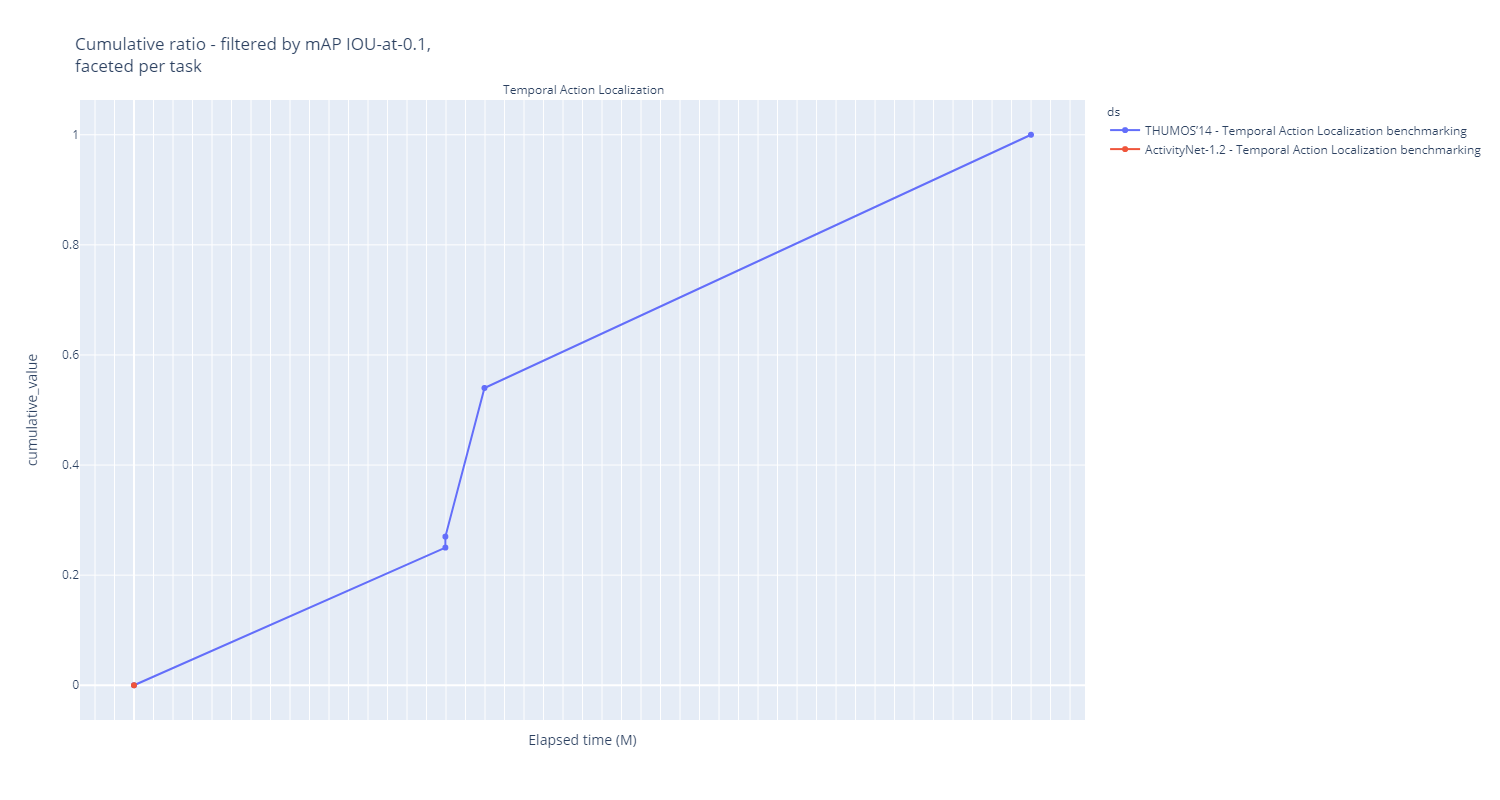 Cumulative ratio - filtered by mAP IOU-at-0.1,
faceted per task
Temporal Action Localization
ds
THUMOS’14 - Temporal Action Localization benchmarking
ActivityNet-1.2 - Temporal Action Localization benchmarking
1
0.8
0.6
0.4
0.2
0
cumulative_value
Elapsed time (M)